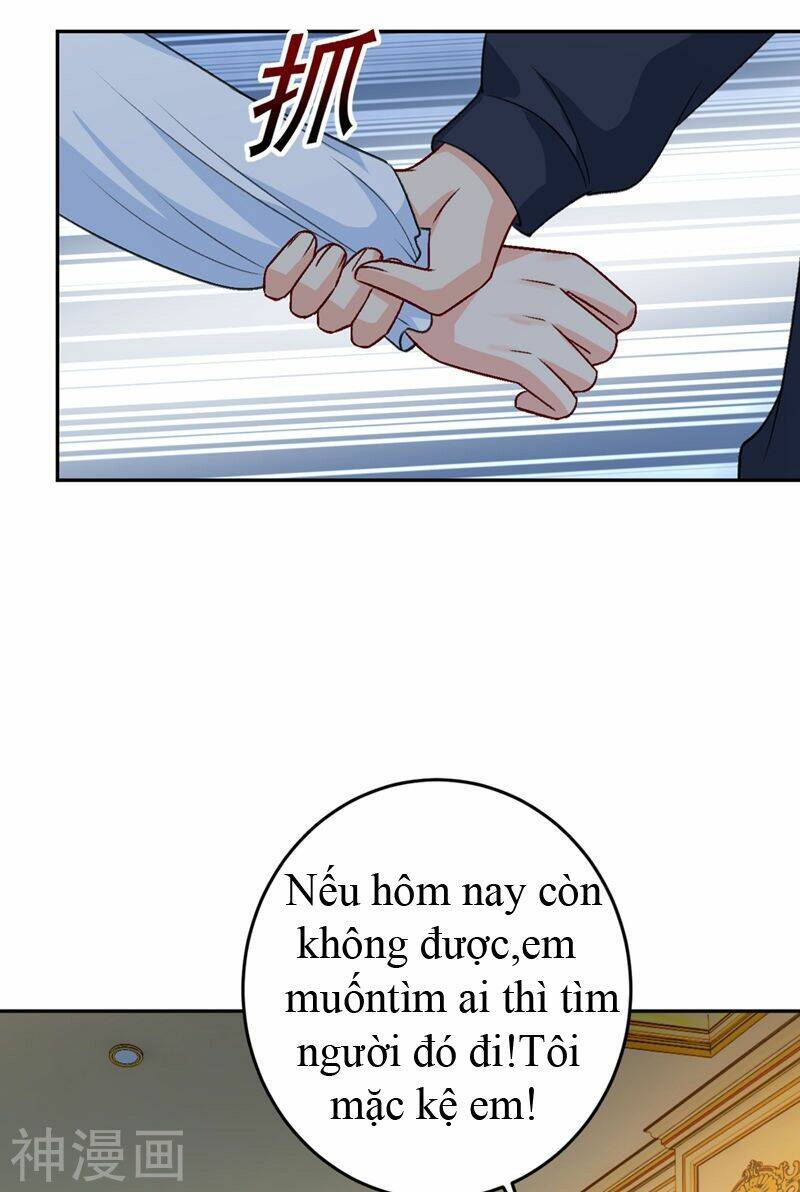 抓
Nếu hôm nay còn
không được,em
muốntìm ai thì tìm
người đó đi!Tôi
mặc kệ em!
神漫画